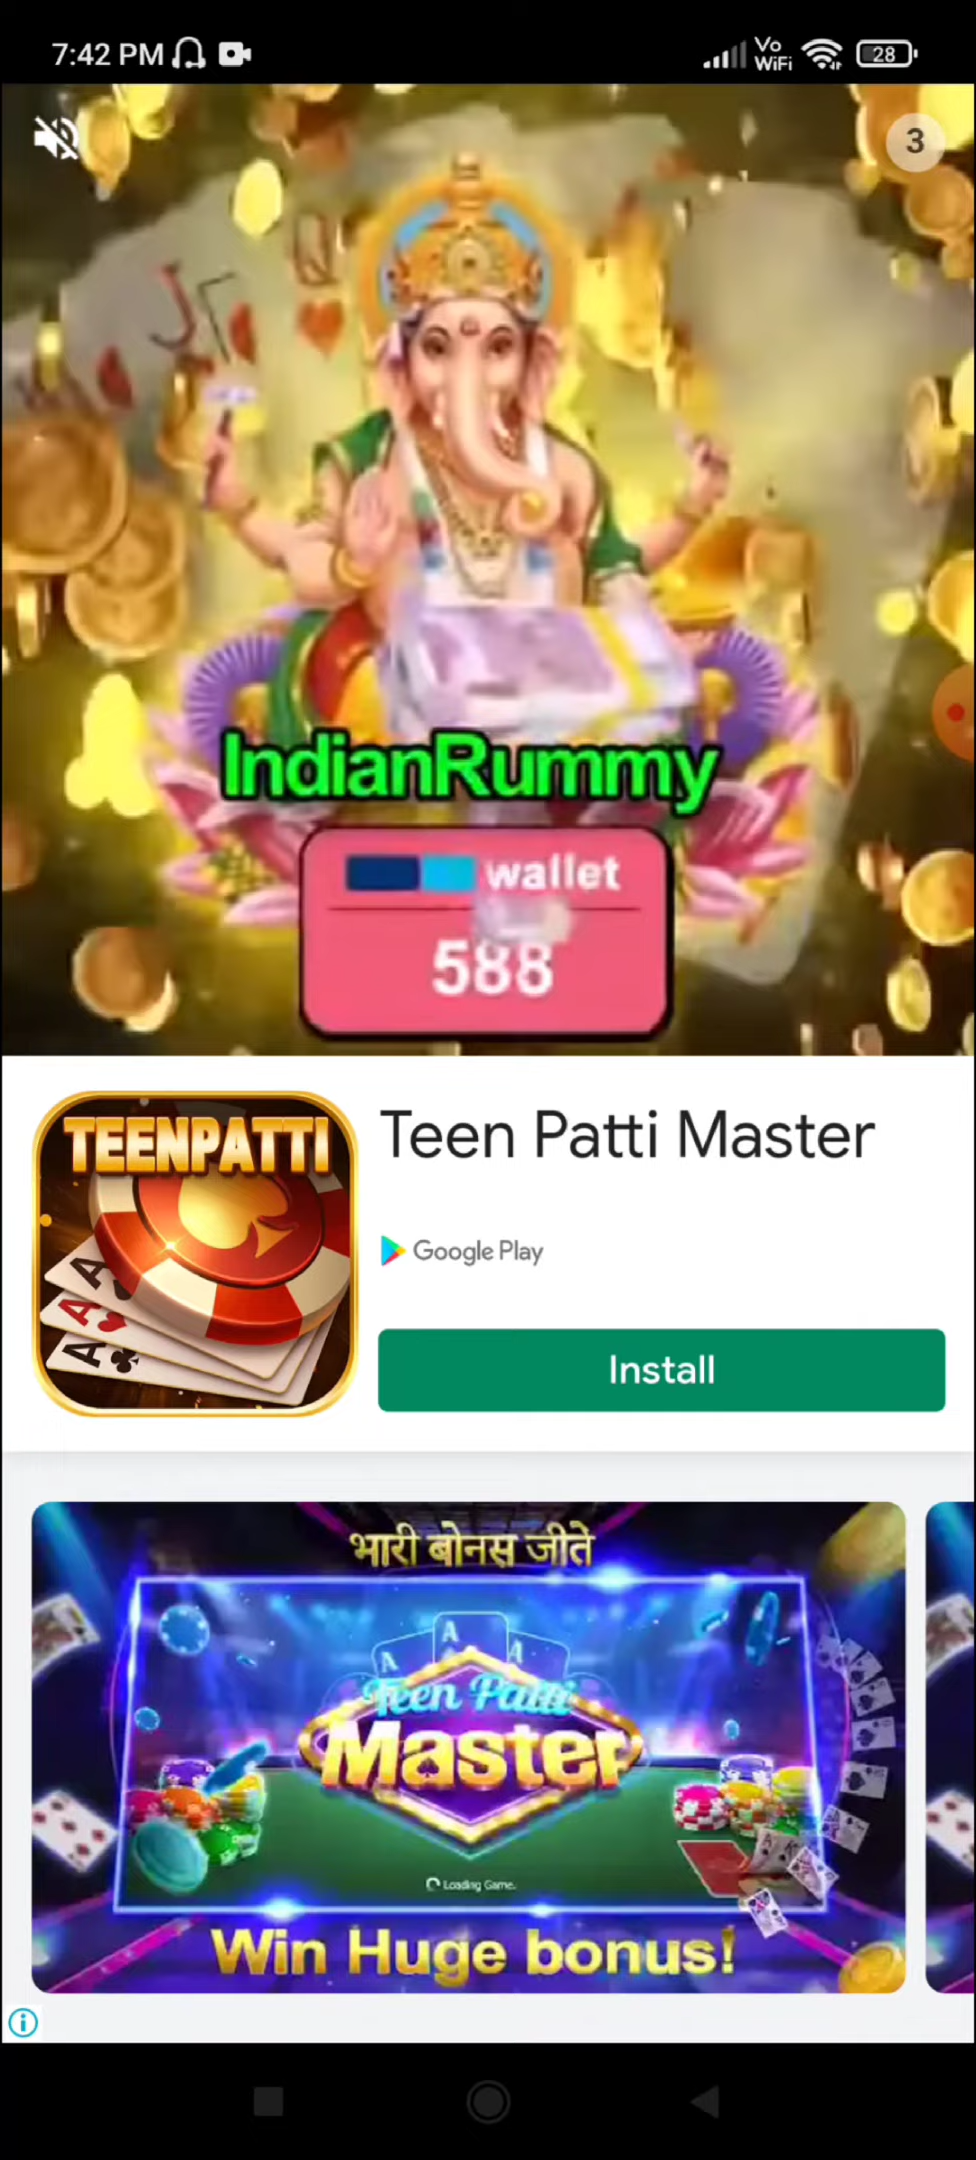 7:42 PM
Vo
WiFi
28
3
J
IndianRummy
wallet
588
TEENPATTI
A
A
A
Teen Patti Master
Google Play
Install
भारी बोनस जीते
A
A
A
Teen Patti
Master
Loading Game.
Win Huge bonus!